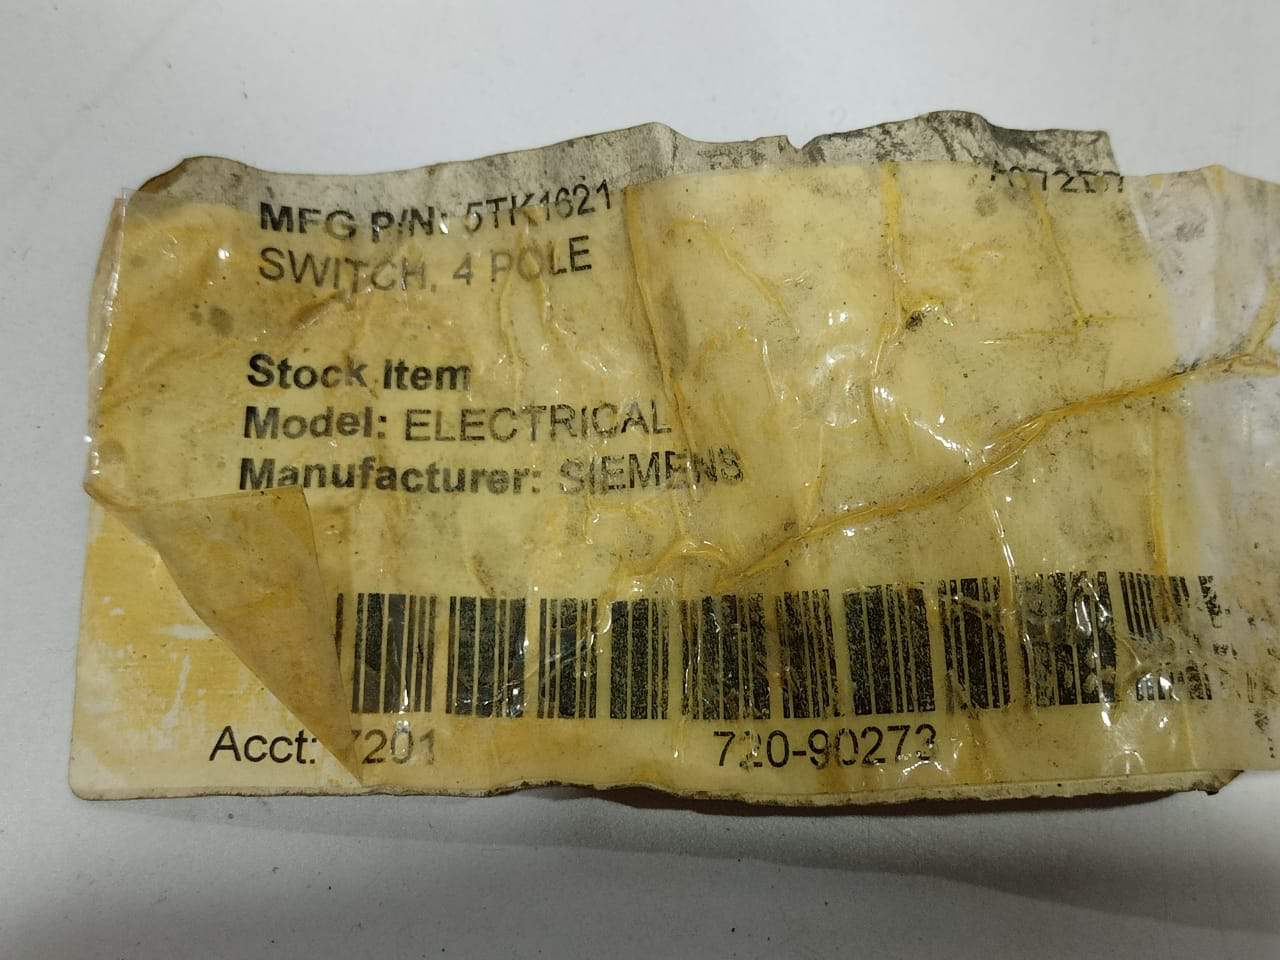 MFG P/N: 5TK1621
SWITCH, 4 POLE
Stock Item
Model: ELECTRICAL
Manufacturer: SIEMENS
Acct: 7201
720-90273